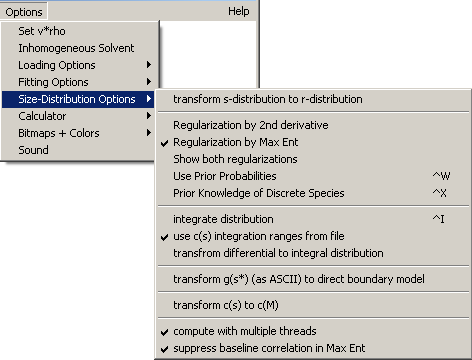 Options Help
Set v*rho
Inhomogeneous Solvent
Loading Options
Fitting Options
Size-Distribution Options
Calculator
Bitmaps + Colors
Sound
transform s-distribution to r-distribution
Regularization by 2nd derivative
Regularization by Max Ent
Show both regularizations
Use Prior Probabilities ^W
Prior Knowledge of Discrete Species ^X
integrate distribution ^I
use c(s) integration ranges from file
transfrom differential to integral distribution
transform g(s*) (as ASCII) to direct boundary model
transform c(s) to c(M)
compute with multiple threads
suppress baseline correlation in Max Ent